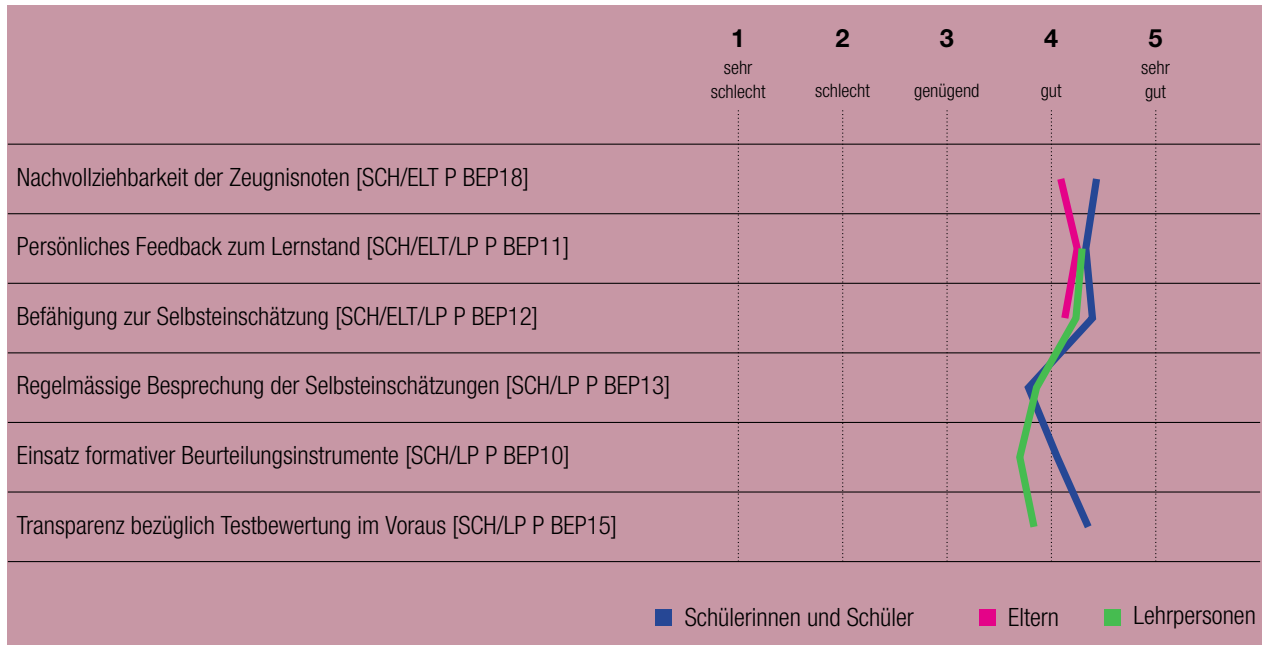 1 2 3 4 5
sehr schlecht schlecht genügend gut sehr gut
Nachvollziehbarkeit der Zeugnisnoten [SCH/ELT P BEP18]
Persönliches Feedback zum Lernstand [SCH/ELT/LP P BEP11]
Befähigung zur Selbsteinschätzung [SCH/ELT/LP P BEP12]
Regelmässige Besprechung der Selbsteinschätzungen [SCH/LP P BEP13]
Einsatz formativer Beurteilungsinstrumente [SCH/LP P BEP10]
Transparenz bezüglich Testbewertung im Voraus [SCH/LP P BEP15]
Schülerinnen und Schüler Eltern Lehrpersonen